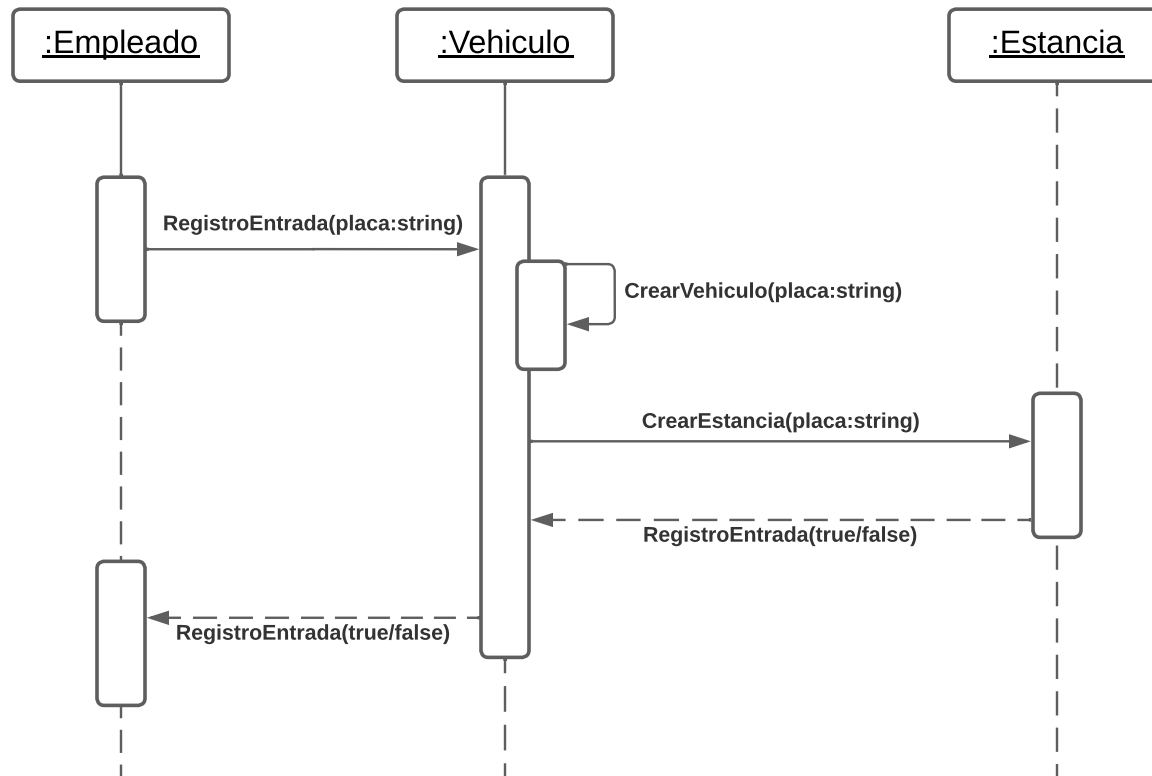 :Empleado
:Vehiculo
:Estancia
RegistroEntrada(placa:string)
CrearVehiculo(placa:string)
CrearEstancia(placa:string)
RegistroEntrada(true/false)
RegistroEntrada(true/false)